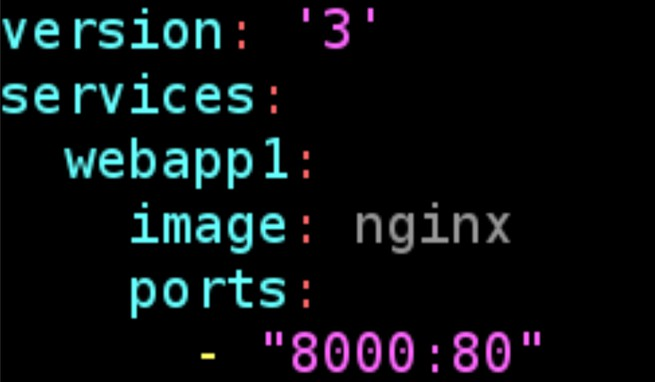 version: '3'
services:
  webapp1:
    image: nginx
    ports:
      - "8000:80"